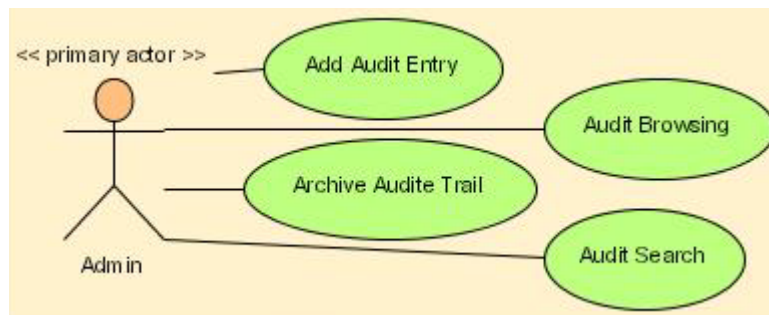 << primary actor >>
Add Audit Entry
Audit Browsing
Archive Audite Trail
Audit Search
Admin